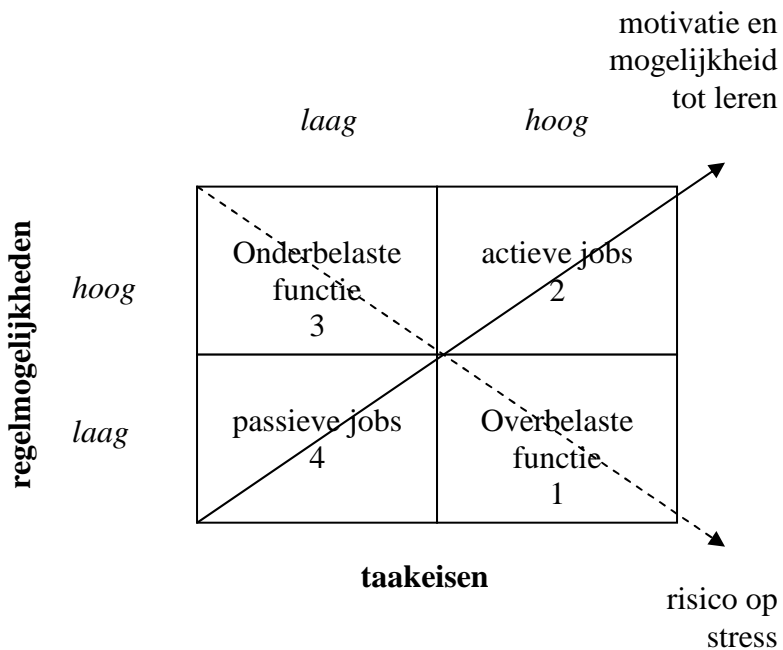 motivatie en
mogelijkheid
tot leren
laag
hoog
regelmogelijkheden
hoog
Onderbelaste
functie
3
actieve jobs
2
laag
passieve jobs
4
Overbelaste
functie
1
taakeisen
risico op
stress